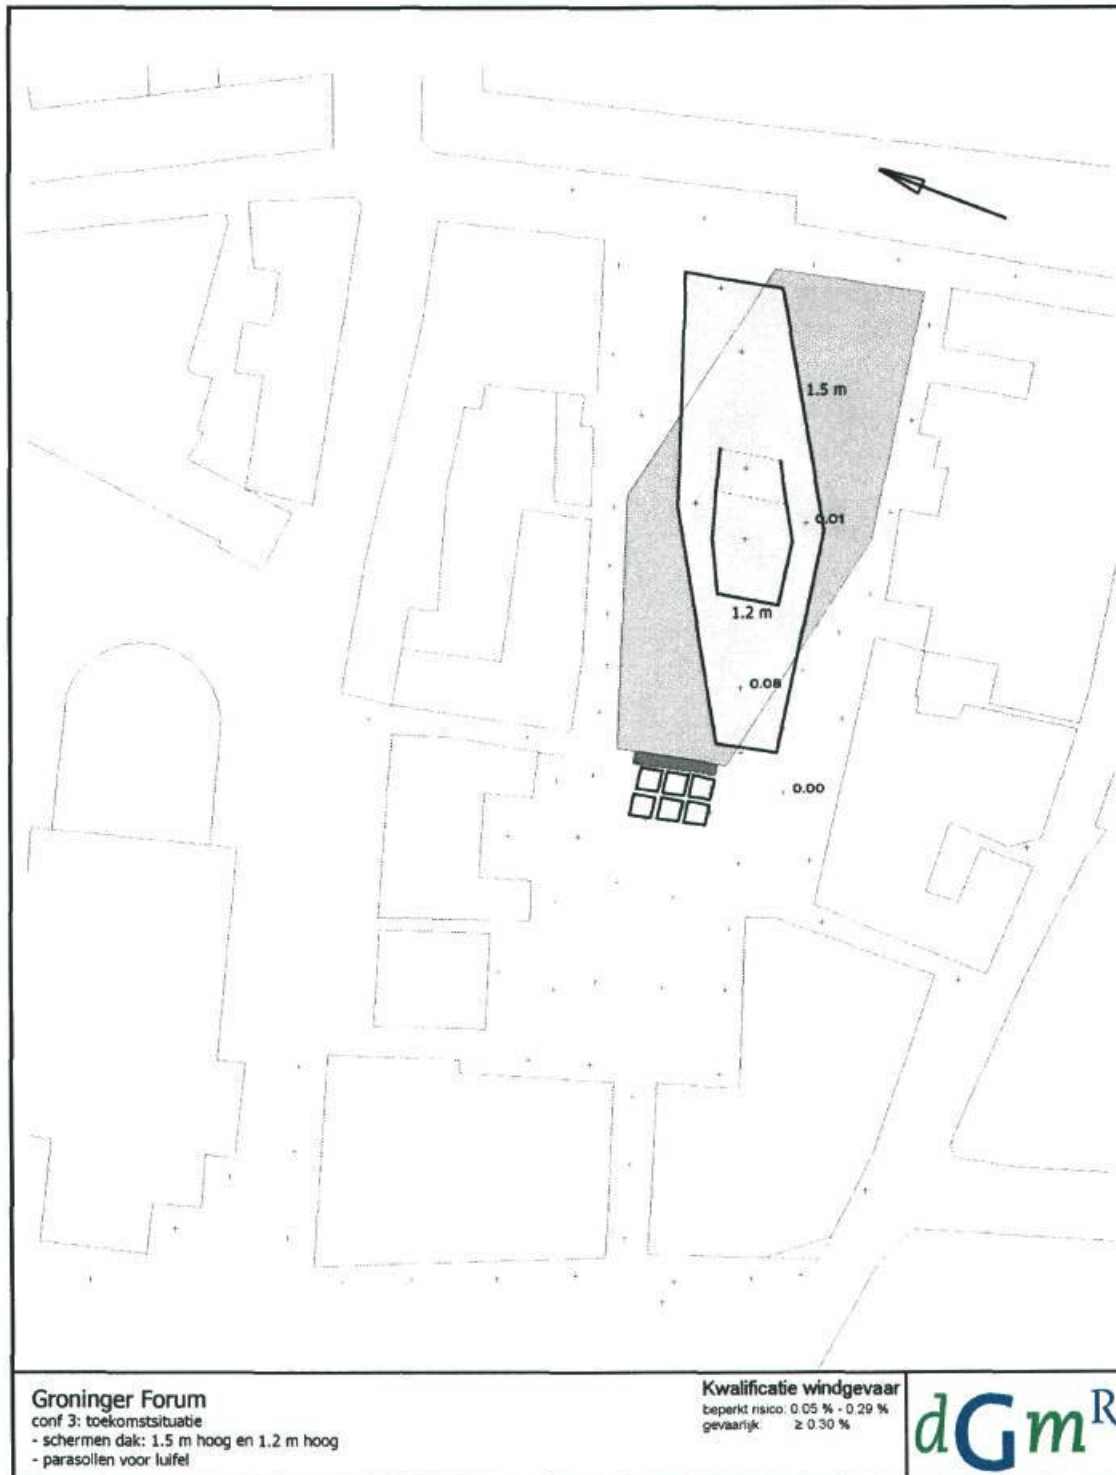 1.5 m
0.01
1.2 m
0.08
0.00
Groninger Forum
conf 3: toekomstsituatie
- schermen dak: 1.5 m hoog en 1.2 m hoog
- parasollen voor luifel
Kwalificatie windgevaar
beperkt risico: 0.05 % - 0.29 %
gevaarlijk: ≥ 0.30 %
dGmR